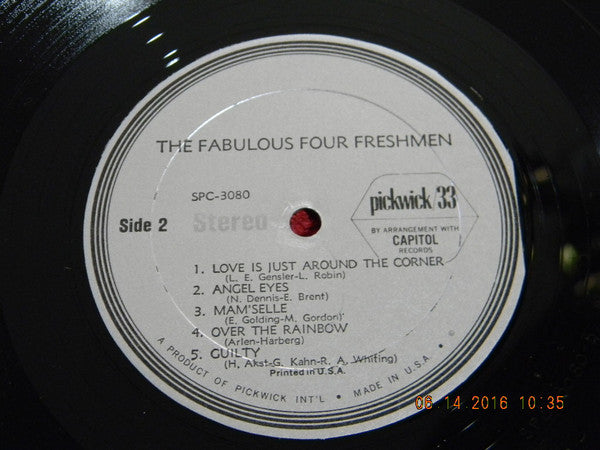 THE FABULOUS FOUR FRESHMEN
SPC-3080
Side 2
Stereo
pickwick/33
BY ARRANGEMENT WITH
CAPITOL
RECORDS
1. LOVE IS JUST AROUND THE CORNER
(L. E. Gensler-L. Robin)
2. ANGEL EYES
(N. Dennis-E. Brent)
3. MAM'SELLE
(E. Golding-M. Gordon)
4. OVER THE RAINBOW
(Arlen-Harberg)
5. GUILTY
(H. Akst-G. Kahn-R. A. Whiting)
Printed in U.S.A.
A PRODUCT OF PICKWICK INT'L • MADE IN U.S.A. • ©
06.14.2016 10:35